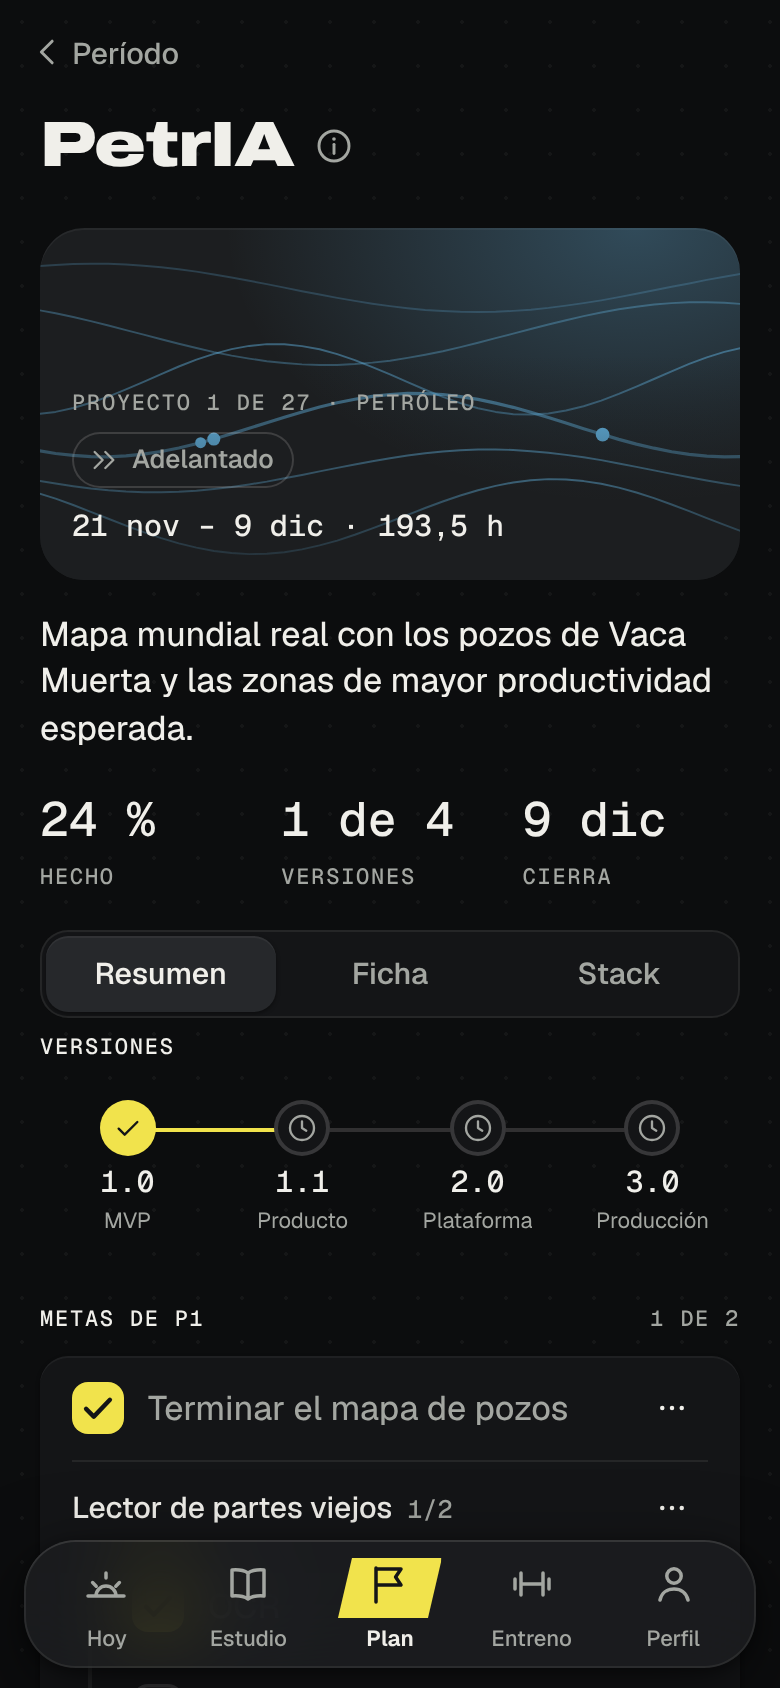 Período
PetrIA
PROYECTO 1 DE 27 · PETRÓLEO
Adelantado
21 nov – 9 dic · 193,5 h
Mapa mundial real con los pozos de Vaca
Muerta y las zonas de mayor productividad
esperada.
24 % 1 de 4 9 dic
HECHO VERSIONES CIERRA
Resumen Ficha Stack
VERSIONES
1.0 1.1 2.0 3.0
MVP Producto Plataforma Producción
METAS DE P1 1 DE 2
Terminar el mapa de pozos
Lector de partes viejos 1/2
Hoy Estudio Plan Entreno Perfil